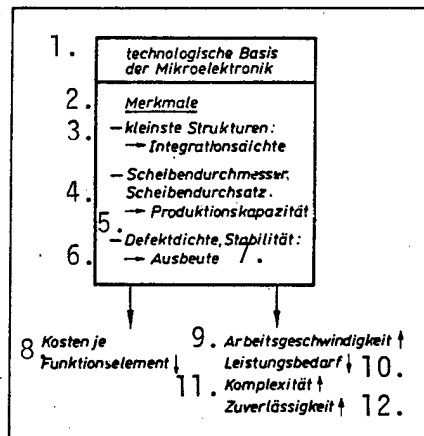 1. technologische Basis
der Mikroelektronik
2. Merkmale
3. – kleinste Strukturen:
→ Integrationsdichte
– Scheibendurchmesser,
4. Scheibendurchsatz.
→ Produktionskapazität
5.
– Defektdichte, Stabilität:
6. → Ausbeute 7.
8 Kosten je
Funktionselement ↓
9. Arbeitsgeschwindigkeit ↑
Leistungsbedarf ↓ 10.
11. Komplexität ↑
Zuverlässigkeit ↑ 12.